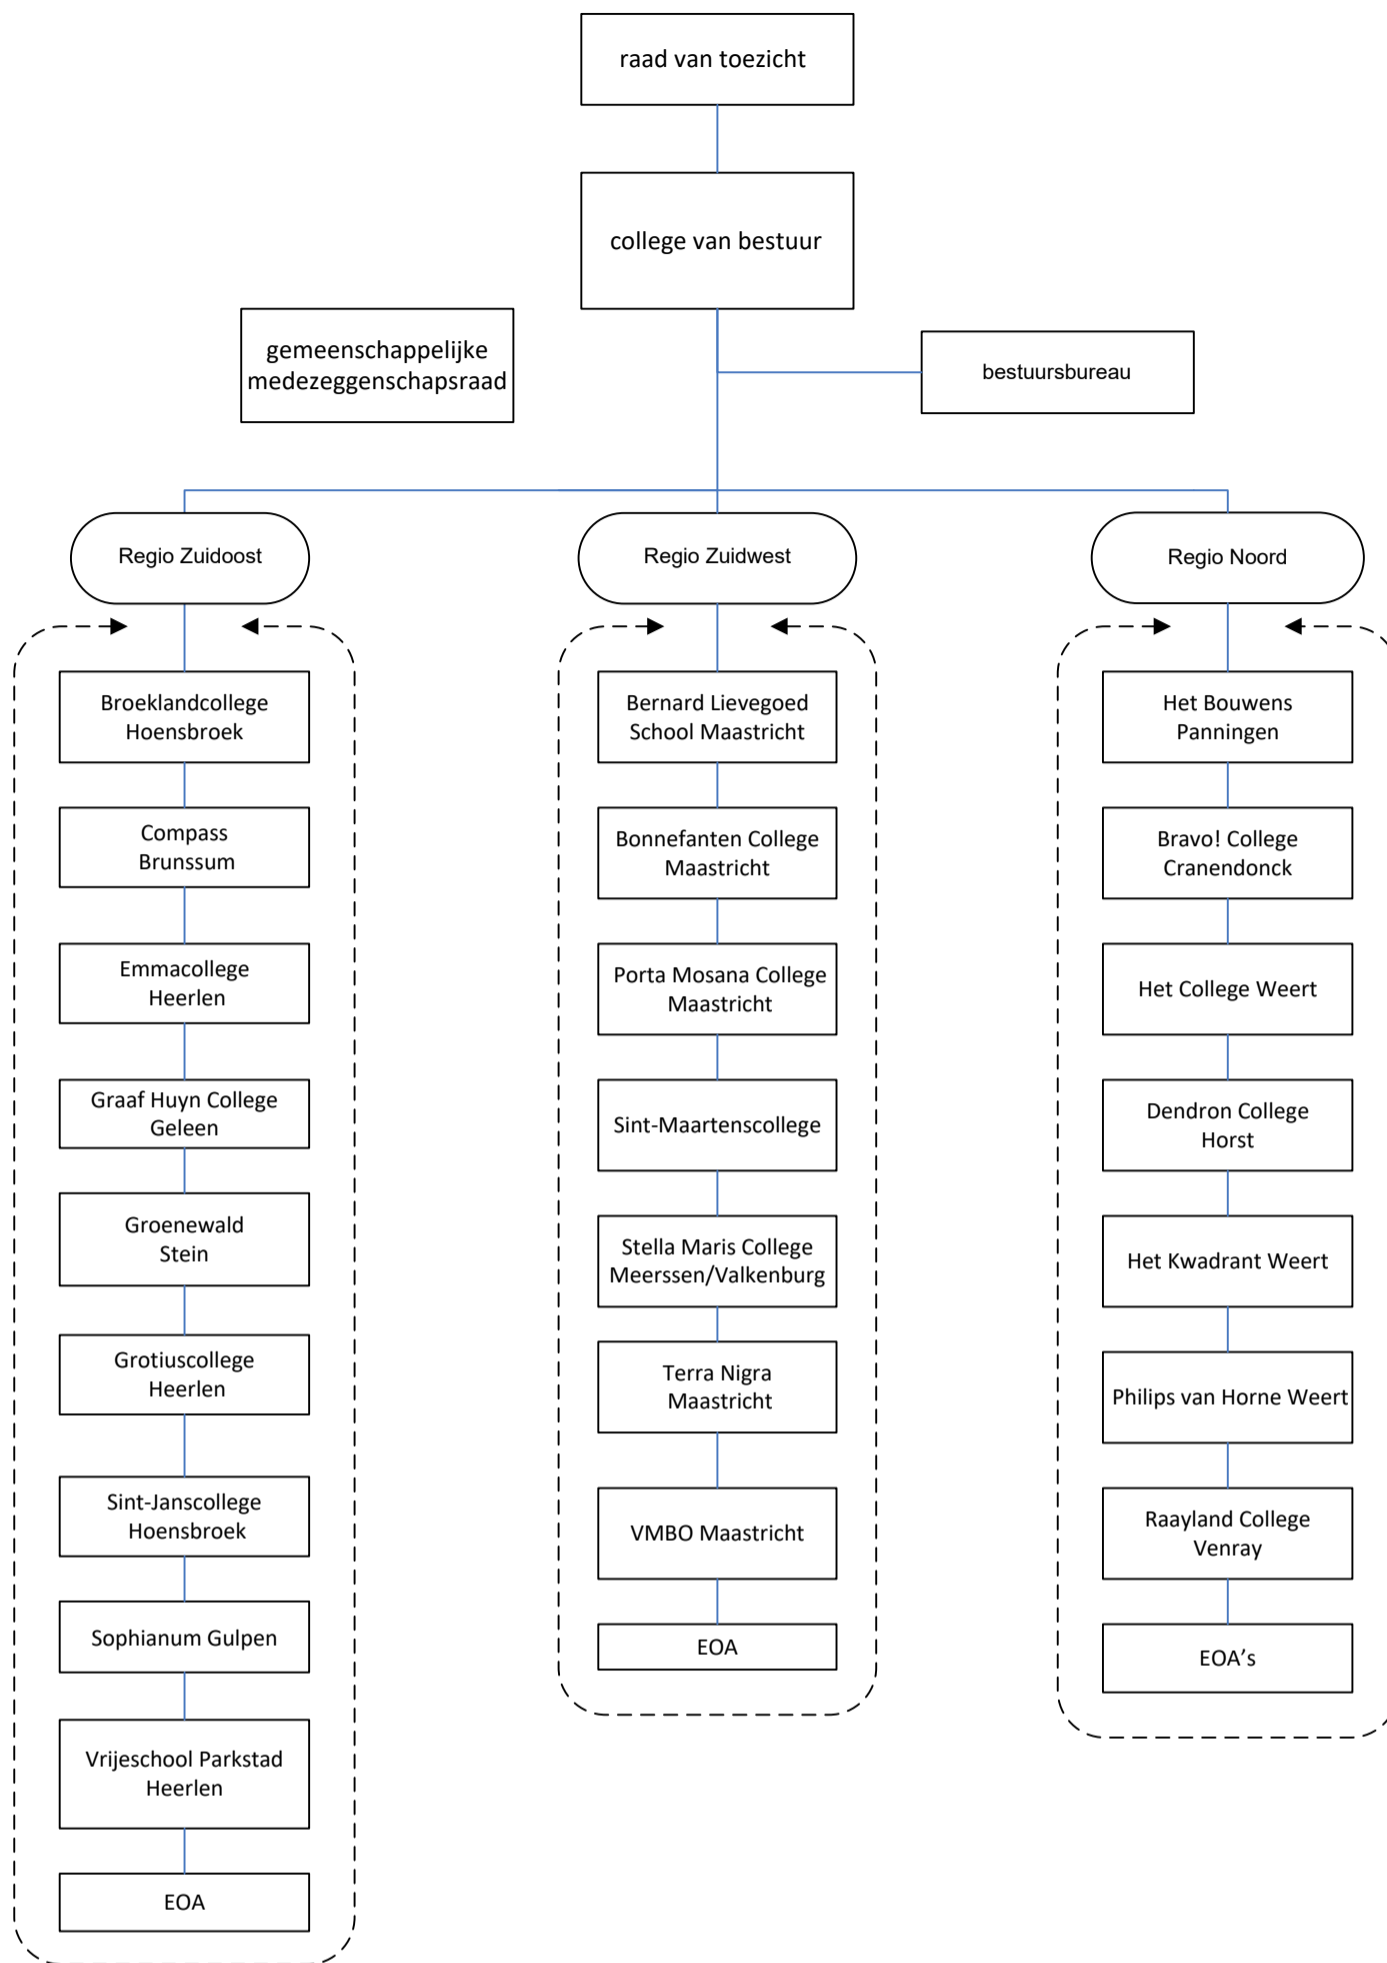 raad van toezicht
college van bestuur
gemeenschappelijke
medezeggenschapsraad
bestuursbureau
Regio Zuidoost
Broeklandcollege
Hoensbroek
Compass
Brunssum
Emmacollege
Heerlen
Graaf Huyn College
Geleen
Groenewald
Stein
Grotiuscollege
Heerlen
Sint-Janscollege
Hoensbroek
Sophianum Gulpen
Vrijeschool Parkstad
Heerlen
EOA
Regio Zuidwest
Bernard Lievegoed
School Maastricht
Bonnefanten College
Maastricht
Porta Mosana College
Maastricht
Sint-Maartenscollege
Stella Maris College
Meerssen/Valkenburg
Terra Nigra
Maastricht
VMBO Maastricht
EOA
Regio Noord
Het Bouwens
Panningen
Bravo! College
Cranendonck
Het College Weert
Dendron College
Horst
Het Kwadrant Weert
Philips van Horne Weert
Raayland College
Venray
EOA’s